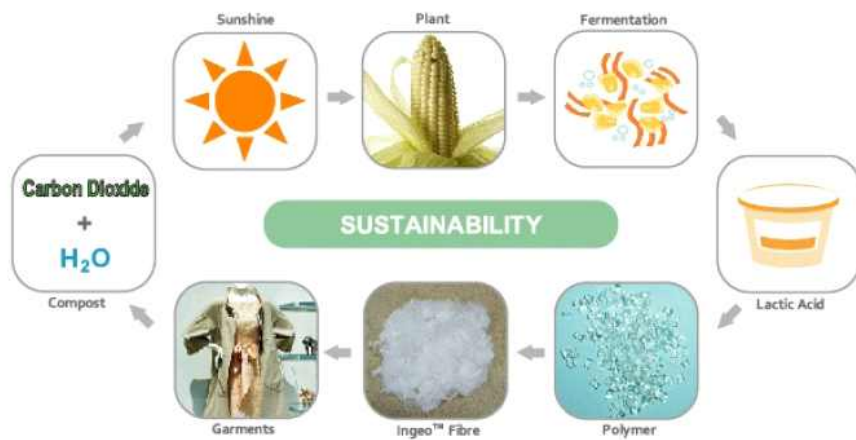 Sunshine
Plant
Fermentation
Carbon Dioxide
+
H₂O
Compost
SUSTAINABILITY
Lactic Acid
Garments
Ingeo™ Fibre
Polymer